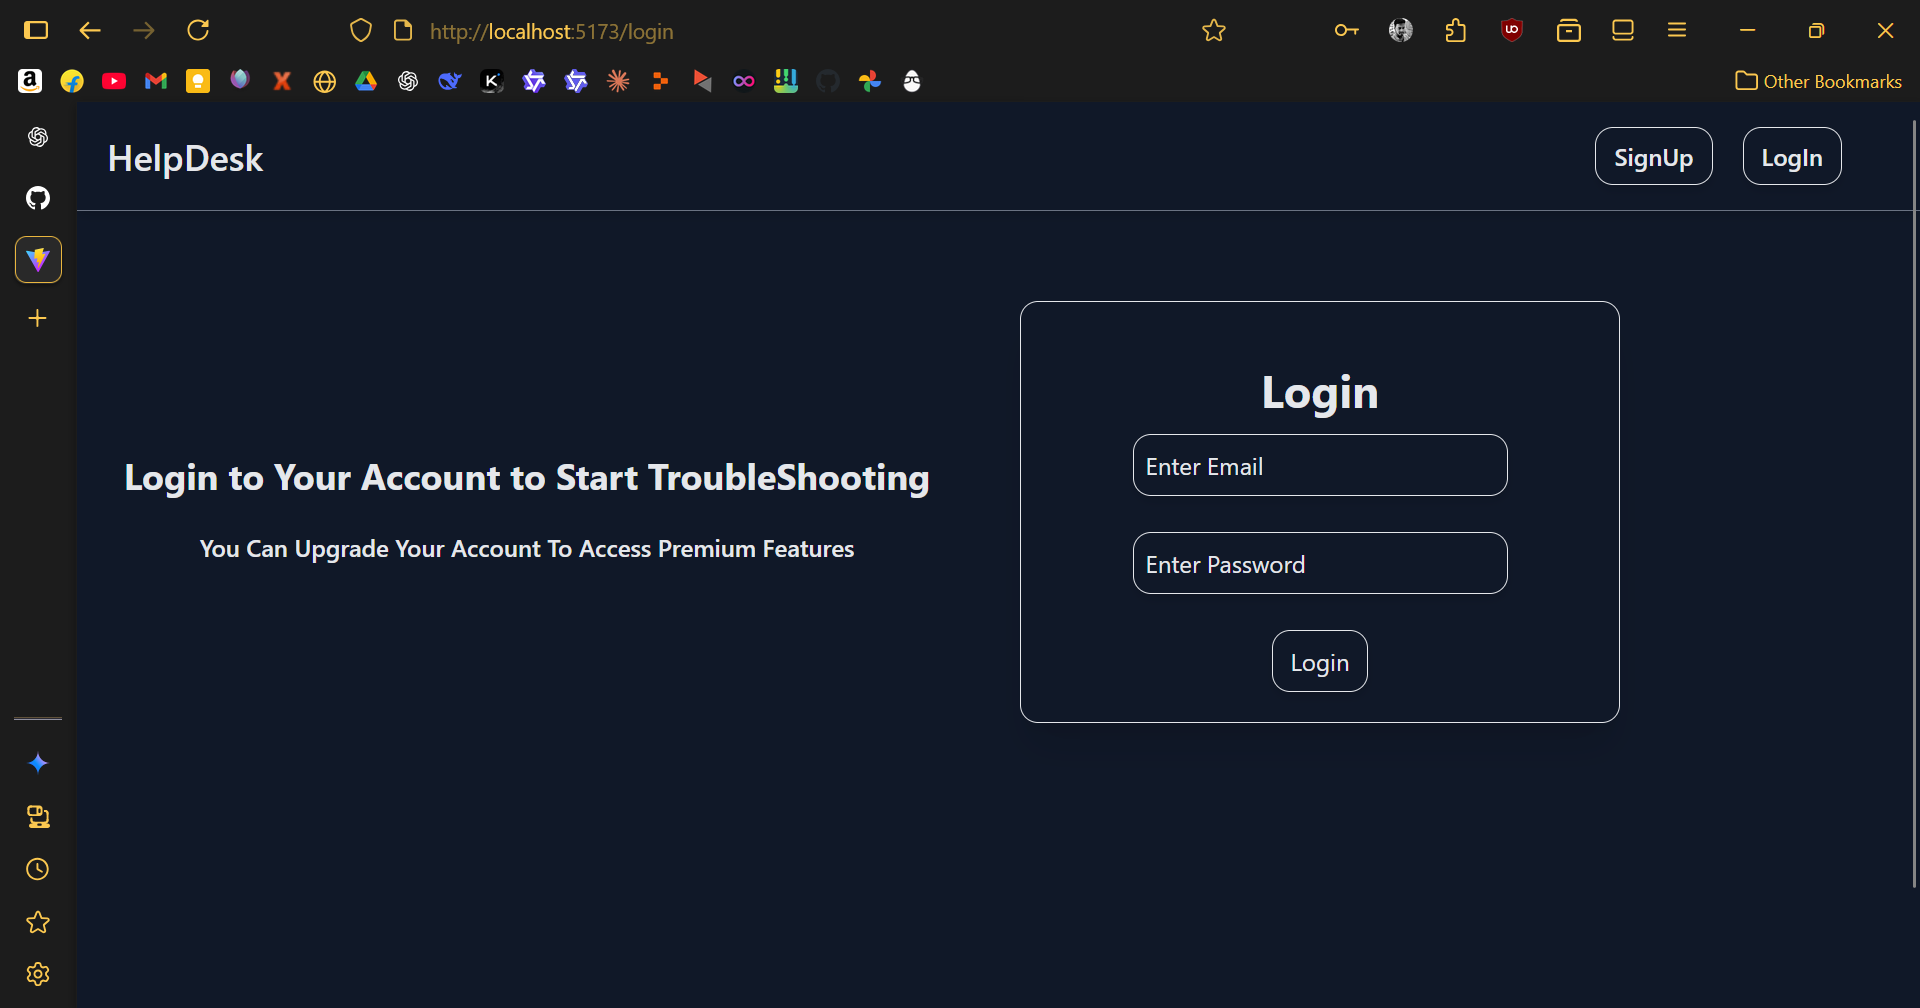 http://localhost:5173/login
Other Bookmarks
HelpDesk
SignUp
LogIn
Login
Enter Email
Login to Your Account to Start TroubleShooting
You Can Upgrade Your Account To Access Premium Features
Enter Password
Login